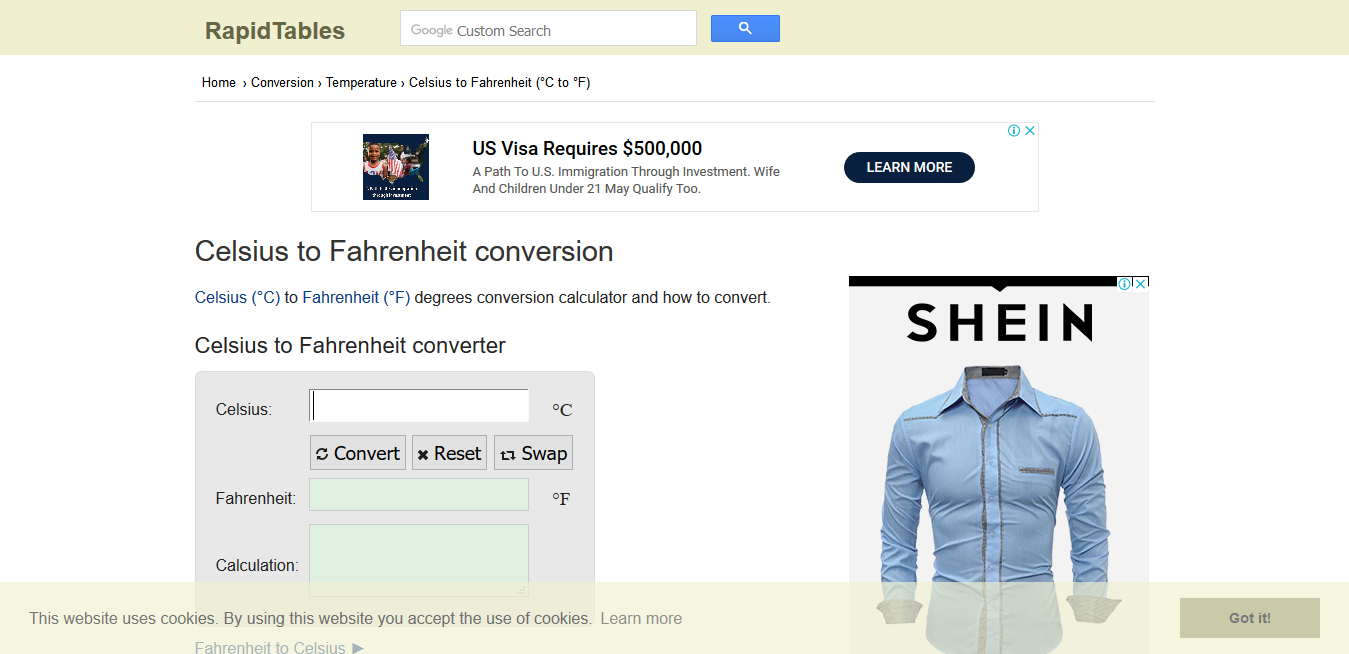 RapidTables
Google Custom Search
Home › Conversion › Temperature › Celsius to Fahrenheit (°C to °F)
US Visa Requires $500,000
A Path To U.S. Immigration Through Investment. Wife
And Children Under 21 May Qualify Too.
LEARN MORE
Celsius to Fahrenheit conversion
Celsius (°C) to Fahrenheit (°F) degrees conversion calculator and how to convert.
SHEIN
Celsius to Fahrenheit converter
Celsius: °C
Convert Reset Swap
Fahrenheit: °F
Calculation:
This website uses cookies. By using this website you accept the use of cookies. Learn more
Got it!
Fahrenheit to Celsius ►